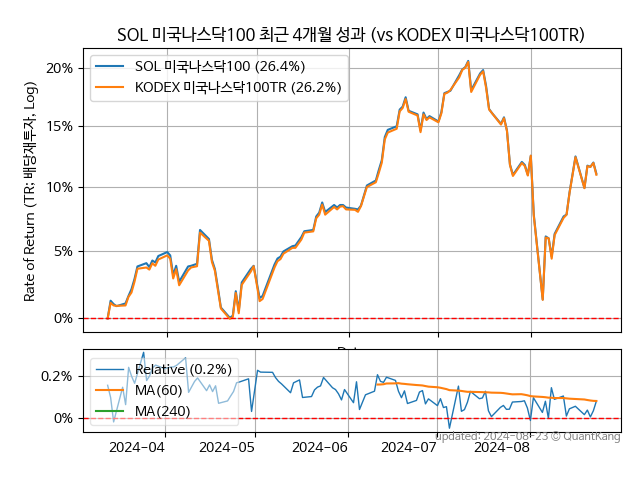 SOL 미국나스닥100 최근 4개월 성과 (vs KODEX 미국나스닥100TR)
Rate of Return (TR: 배당재투자, Log)
SOL 미국나스닥100 (26.4%)
KODEX 미국나스닥100TR (26.2%)
20%
15%
10%
5%
0%
Relative (0.2%)
MA(60)
MA(240)
0.2%
0%
2024-04 2024-05 2024-06 2024-07 2024-08
updated: 2024-08-23 © QuantKang